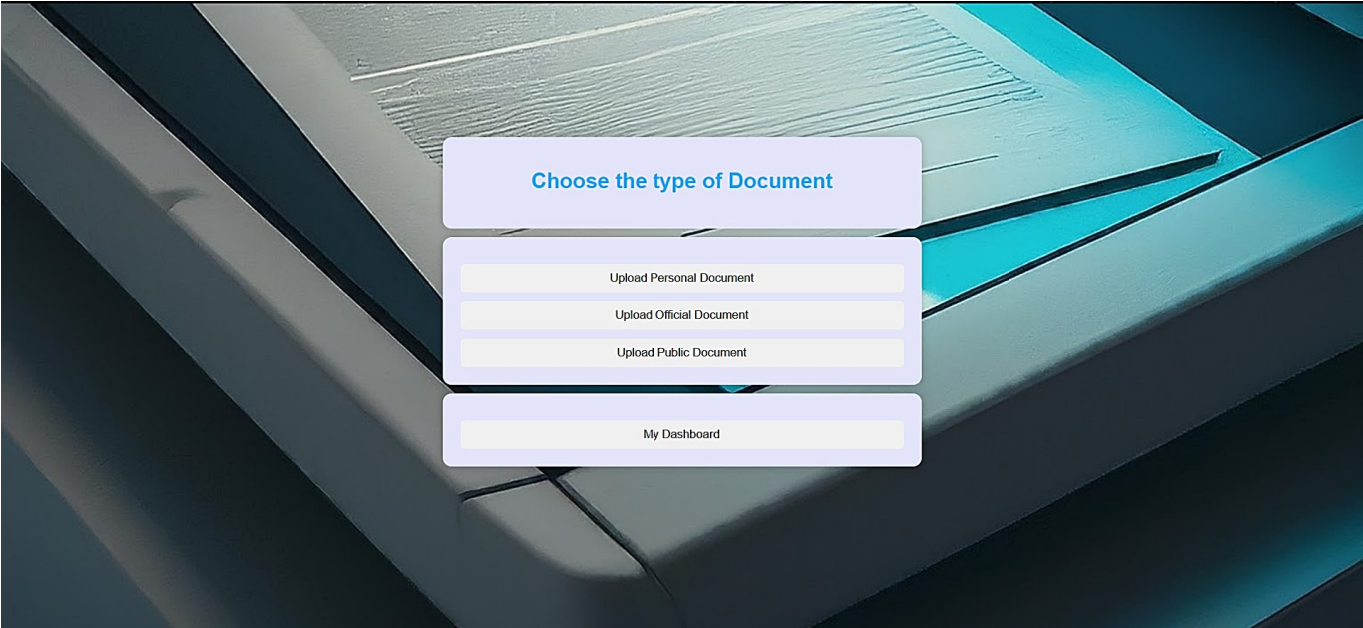 Choose the type of Document
Upload Personal Document
Upload Official Document
Upload Public Document
My Dashboard